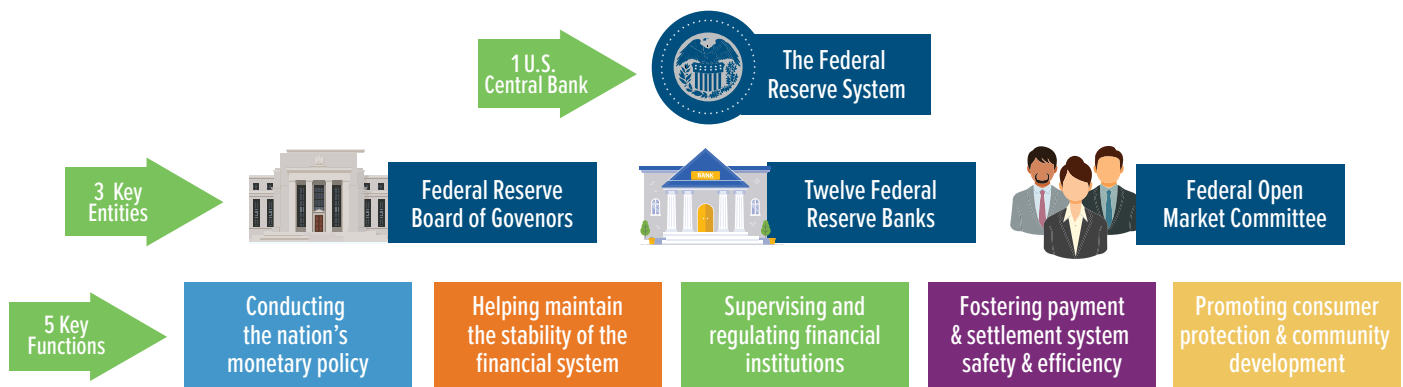 1 U.S.
Central Bank
The Federal
Reserve System
3 Key
Entities
Federal Reserve
Board of Govenors
BANK
Twelve Federal
Reserve Banks
Federal Open
Market Committee
5 Key
Functions
Conducting
the nation's
monetary policy
Helping maintain
the stability of the
financial system
Supervising and
regulating financial
institutions
Fostering payment
& settlement system
safety & efficiency
Promoting consumer
protection & community
development